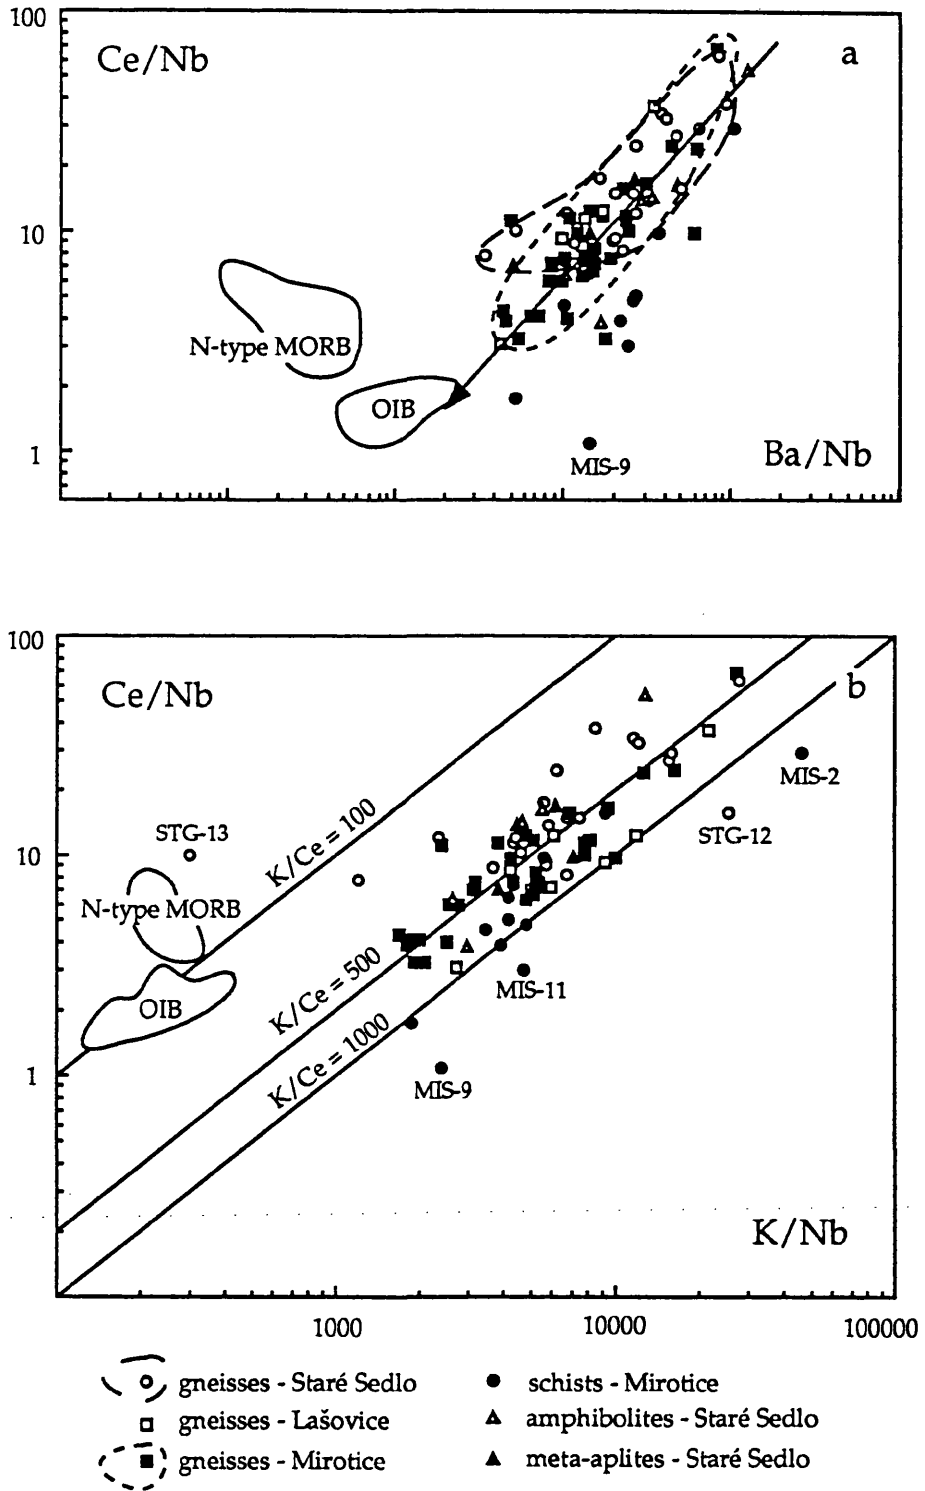 100
Ce/Nb
a
10
N-type MORB
OIB
1
Ba/Nb
MIS-9
100
Ce/Nb
b
MIS-2
K/Ce = 100
STG-13
STG-12
10
N-type MORB
K/Ce = 500
OIB
MIS-11
K/Ce = 1000
1
MIS-9
K/Nb
1000
10000
100000
gneisses - Staré Sedlo
gneisses - Lašovice
gneisses - Mirotice
schists - Mirotice
amphibolites - Staré Sedlo
meta-aplites - Staré Sedlo